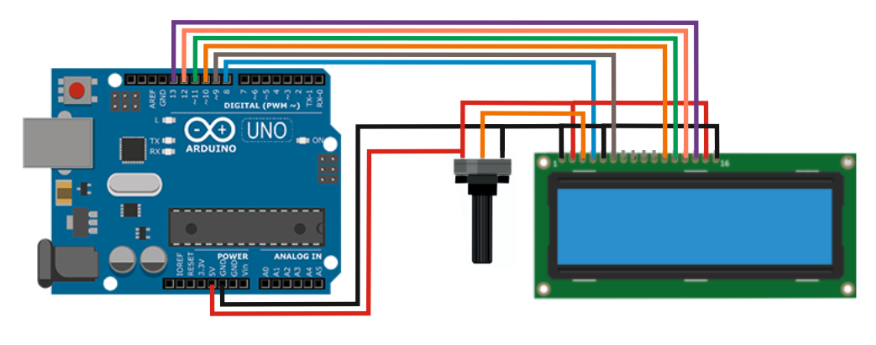 AREF
GND
13
12
~11
~10
~9
8
7
~6
~5
4
~3
2
TX-1
RX-0
DIGITAL (PWM ~)
L
TX
RX
ARDUINO
UNO
ON
1
16
POWER
ANALOG IN
IOREF
RESET
3.3V
5V
GND
GND
Vin
A0
A1
A2
A3
A4
A5